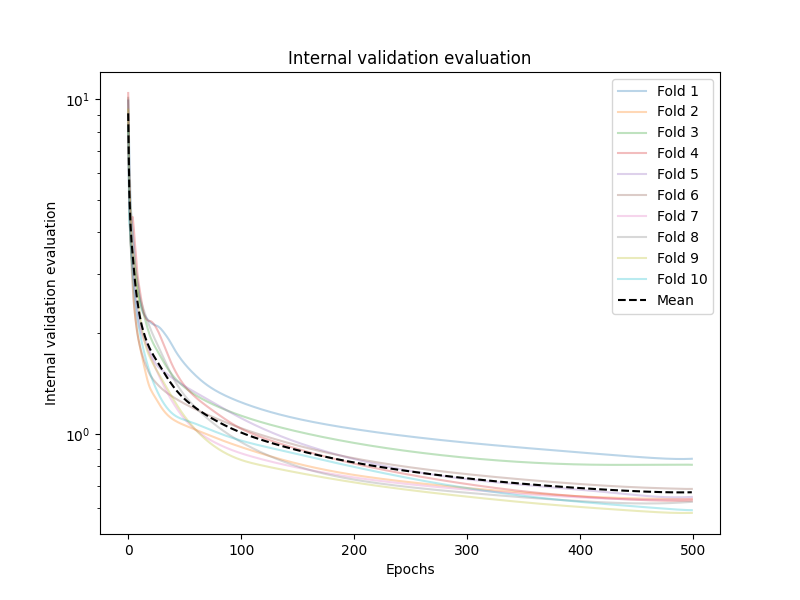 Internal validation evaluation
Internal validation evaluation
10¹
10⁰
0
100
200
300
400
500
Epochs
Fold 1
Fold 2
Fold 3
Fold 4
Fold 5
Fold 6
Fold 7
Fold 8
Fold 9
Fold 10
Mean